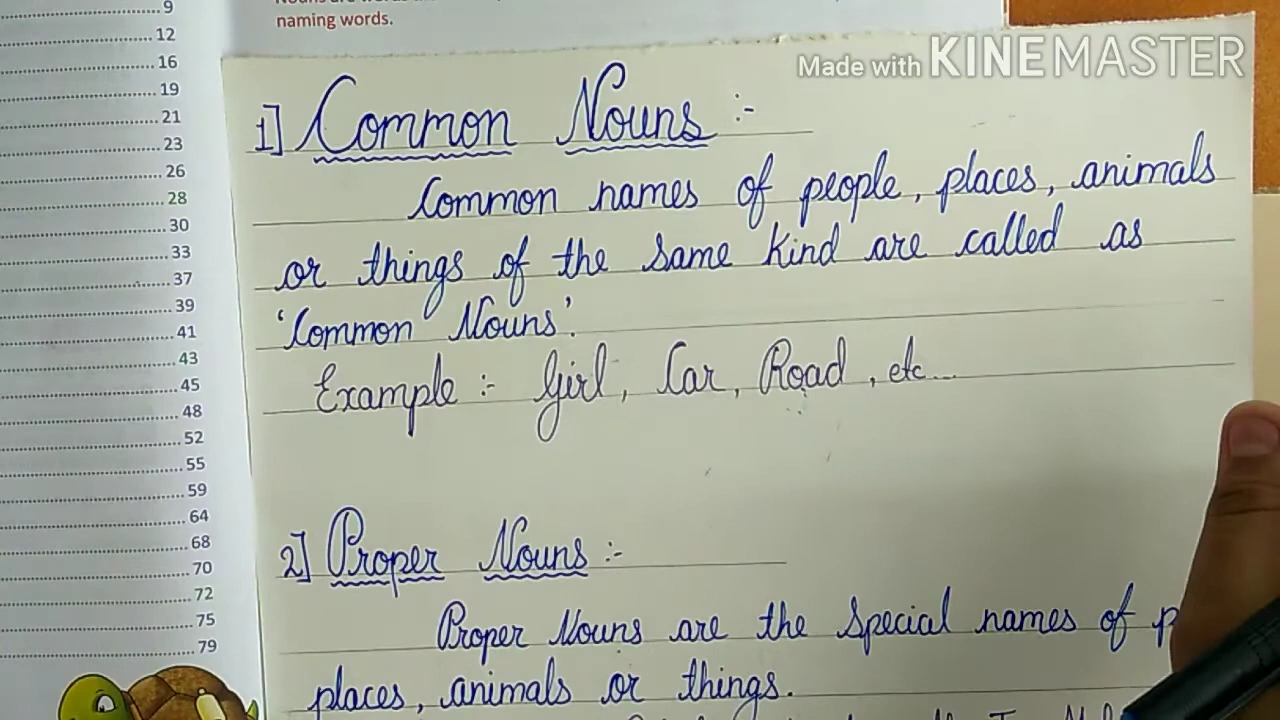 naming words.
Made with KINEMASTER
9
12
16
19
21
23
26
28
30
33
37
39
41
43
45
48
52
55
59
64
68
70
72
75
79
1] Common Nouns :-
Common names of people, places, animals
or things of the same kind are called as
'Common Nouns'.
Example :- Girl, Car, Road, etc...
2] Proper Nouns :-
Proper Nouns are the special names of p
places, animals or things.